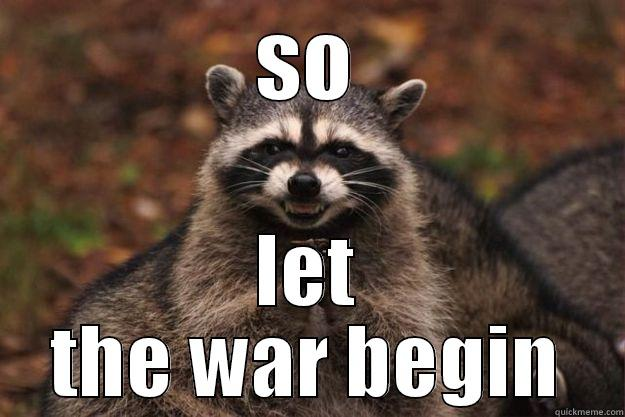 so
let
the war begin
quickmeme.com